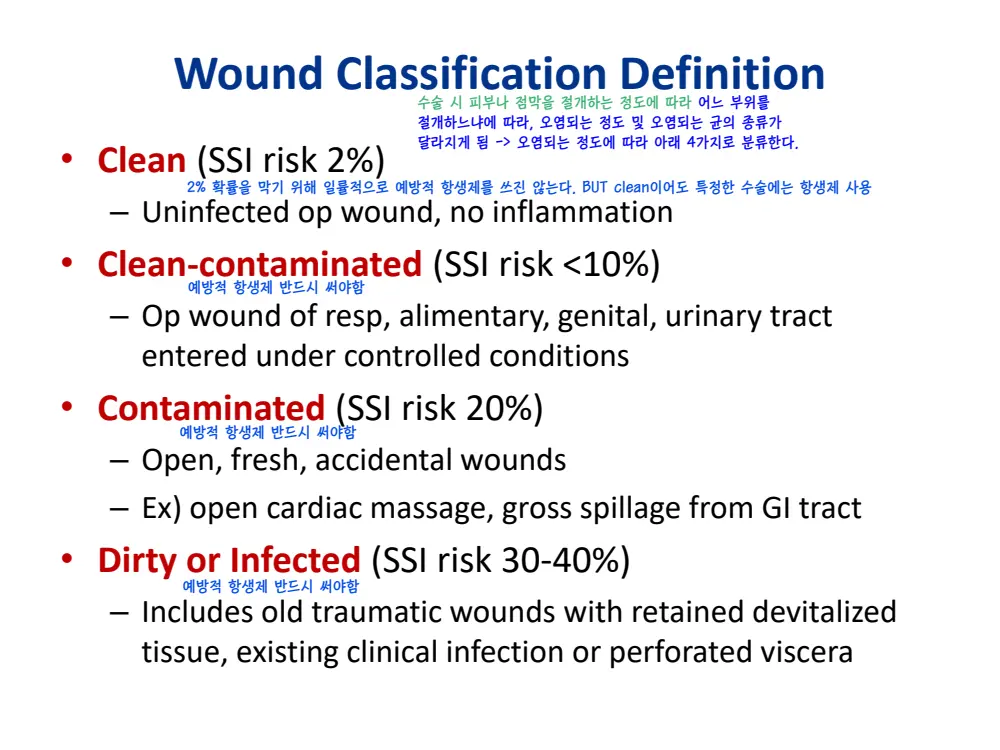 Wound Classification Definition
수술 시 피부나 점막을 절개하는 정도에 따라 어느 부위를
절개하느냐에 따라, 오염되는 정도 및 오염되는 균의 종류가
달라지게 됨 -> 오염되는 정도에 따라 아래 4가지로 분류한다.
• Clean (SSI risk 2%)
2% 확률을 막기 위해 일률적으로 예방적 항생제를 쓰진 않는다. BUT clean이어도 특정한 수술에는 항생제 사용
– Uninfected op wound, no inflammation
• Clean-contaminated (SSI risk <10%)
예방적 항생제 반드시 써야함
– Op wound of resp, alimentary, genital, urinary tract
entered under controlled conditions
• Contaminated (SSI risk 20%)
예방적 항생제 반드시 써야함
– Open, fresh, accidental wounds
– Ex) open cardiac massage, gross spillage from GI tract
• Dirty or Infected (SSI risk 30-40%)
예방적 항생제 반드시 써야함
– Includes old traumatic wounds with retained devitalized
tissue, existing clinical infection or perforated viscera